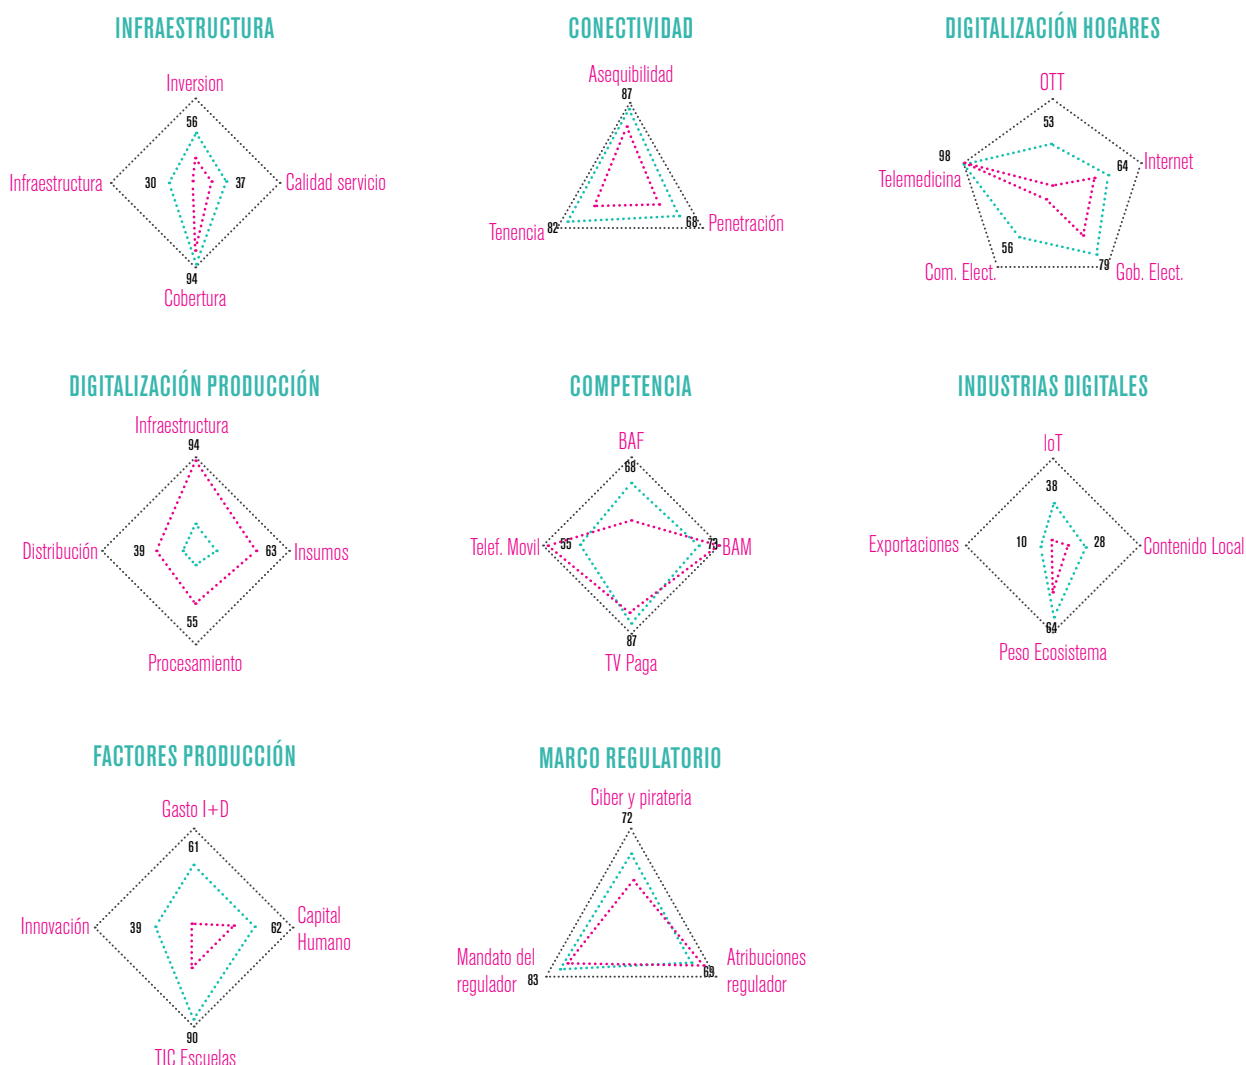 INFRAESTRUCTURA
Inversion
56
Infraestructura
30
37
Calidad servicio
94
Cobertura
CONECTIVIDAD
Asequibilidad
87
Tenencia
82
68
Penetración
DIGITALIZACIÓN HOGARES
OTT
53
98
Telemedicina
64
Internet
56
Com. Elect.
79
Gob. Elect.
DIGITALIZACIÓN PRODUCCIÓN
Infraestructura
94
Distribución
39
63
Insumos
55
Procesamiento
COMPETENCIA
BAF
68
Telef. Movil
55
73
BAM
87
TV Paga
INDUSTRIAS DIGITALES
IoT
38
Exportaciones
10
28
Contenido Local
64
Peso Ecosistema
FACTORES PRODUCCIÓN
Gasto I+D
61
Innovación
39
62
Capital
Humano
90
TIC Escuelas
MARCO REGULATORIO
Ciber y pirateria
72
Mandato del
regulador
83
69
Atribuciones
regulador